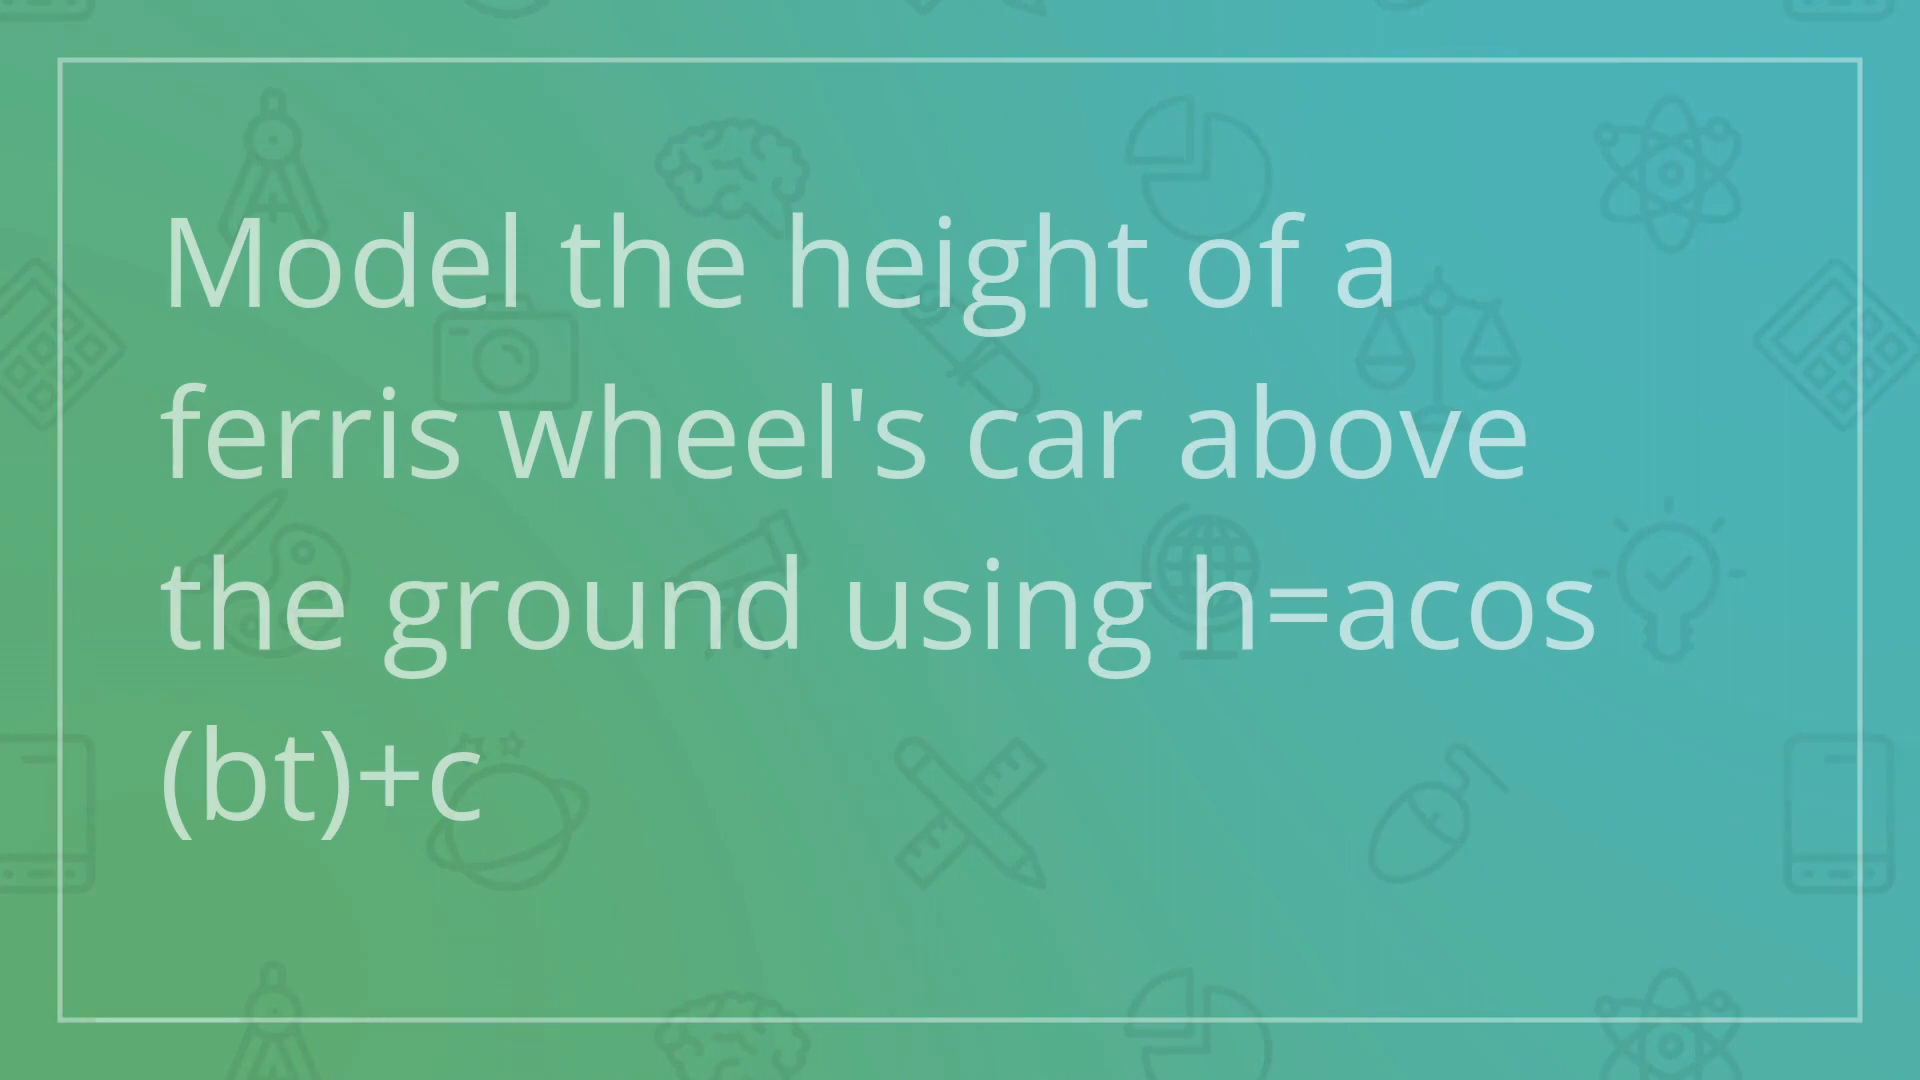 Model the height of a
ferris wheel's car above
the ground using h=acos
(bt)+c